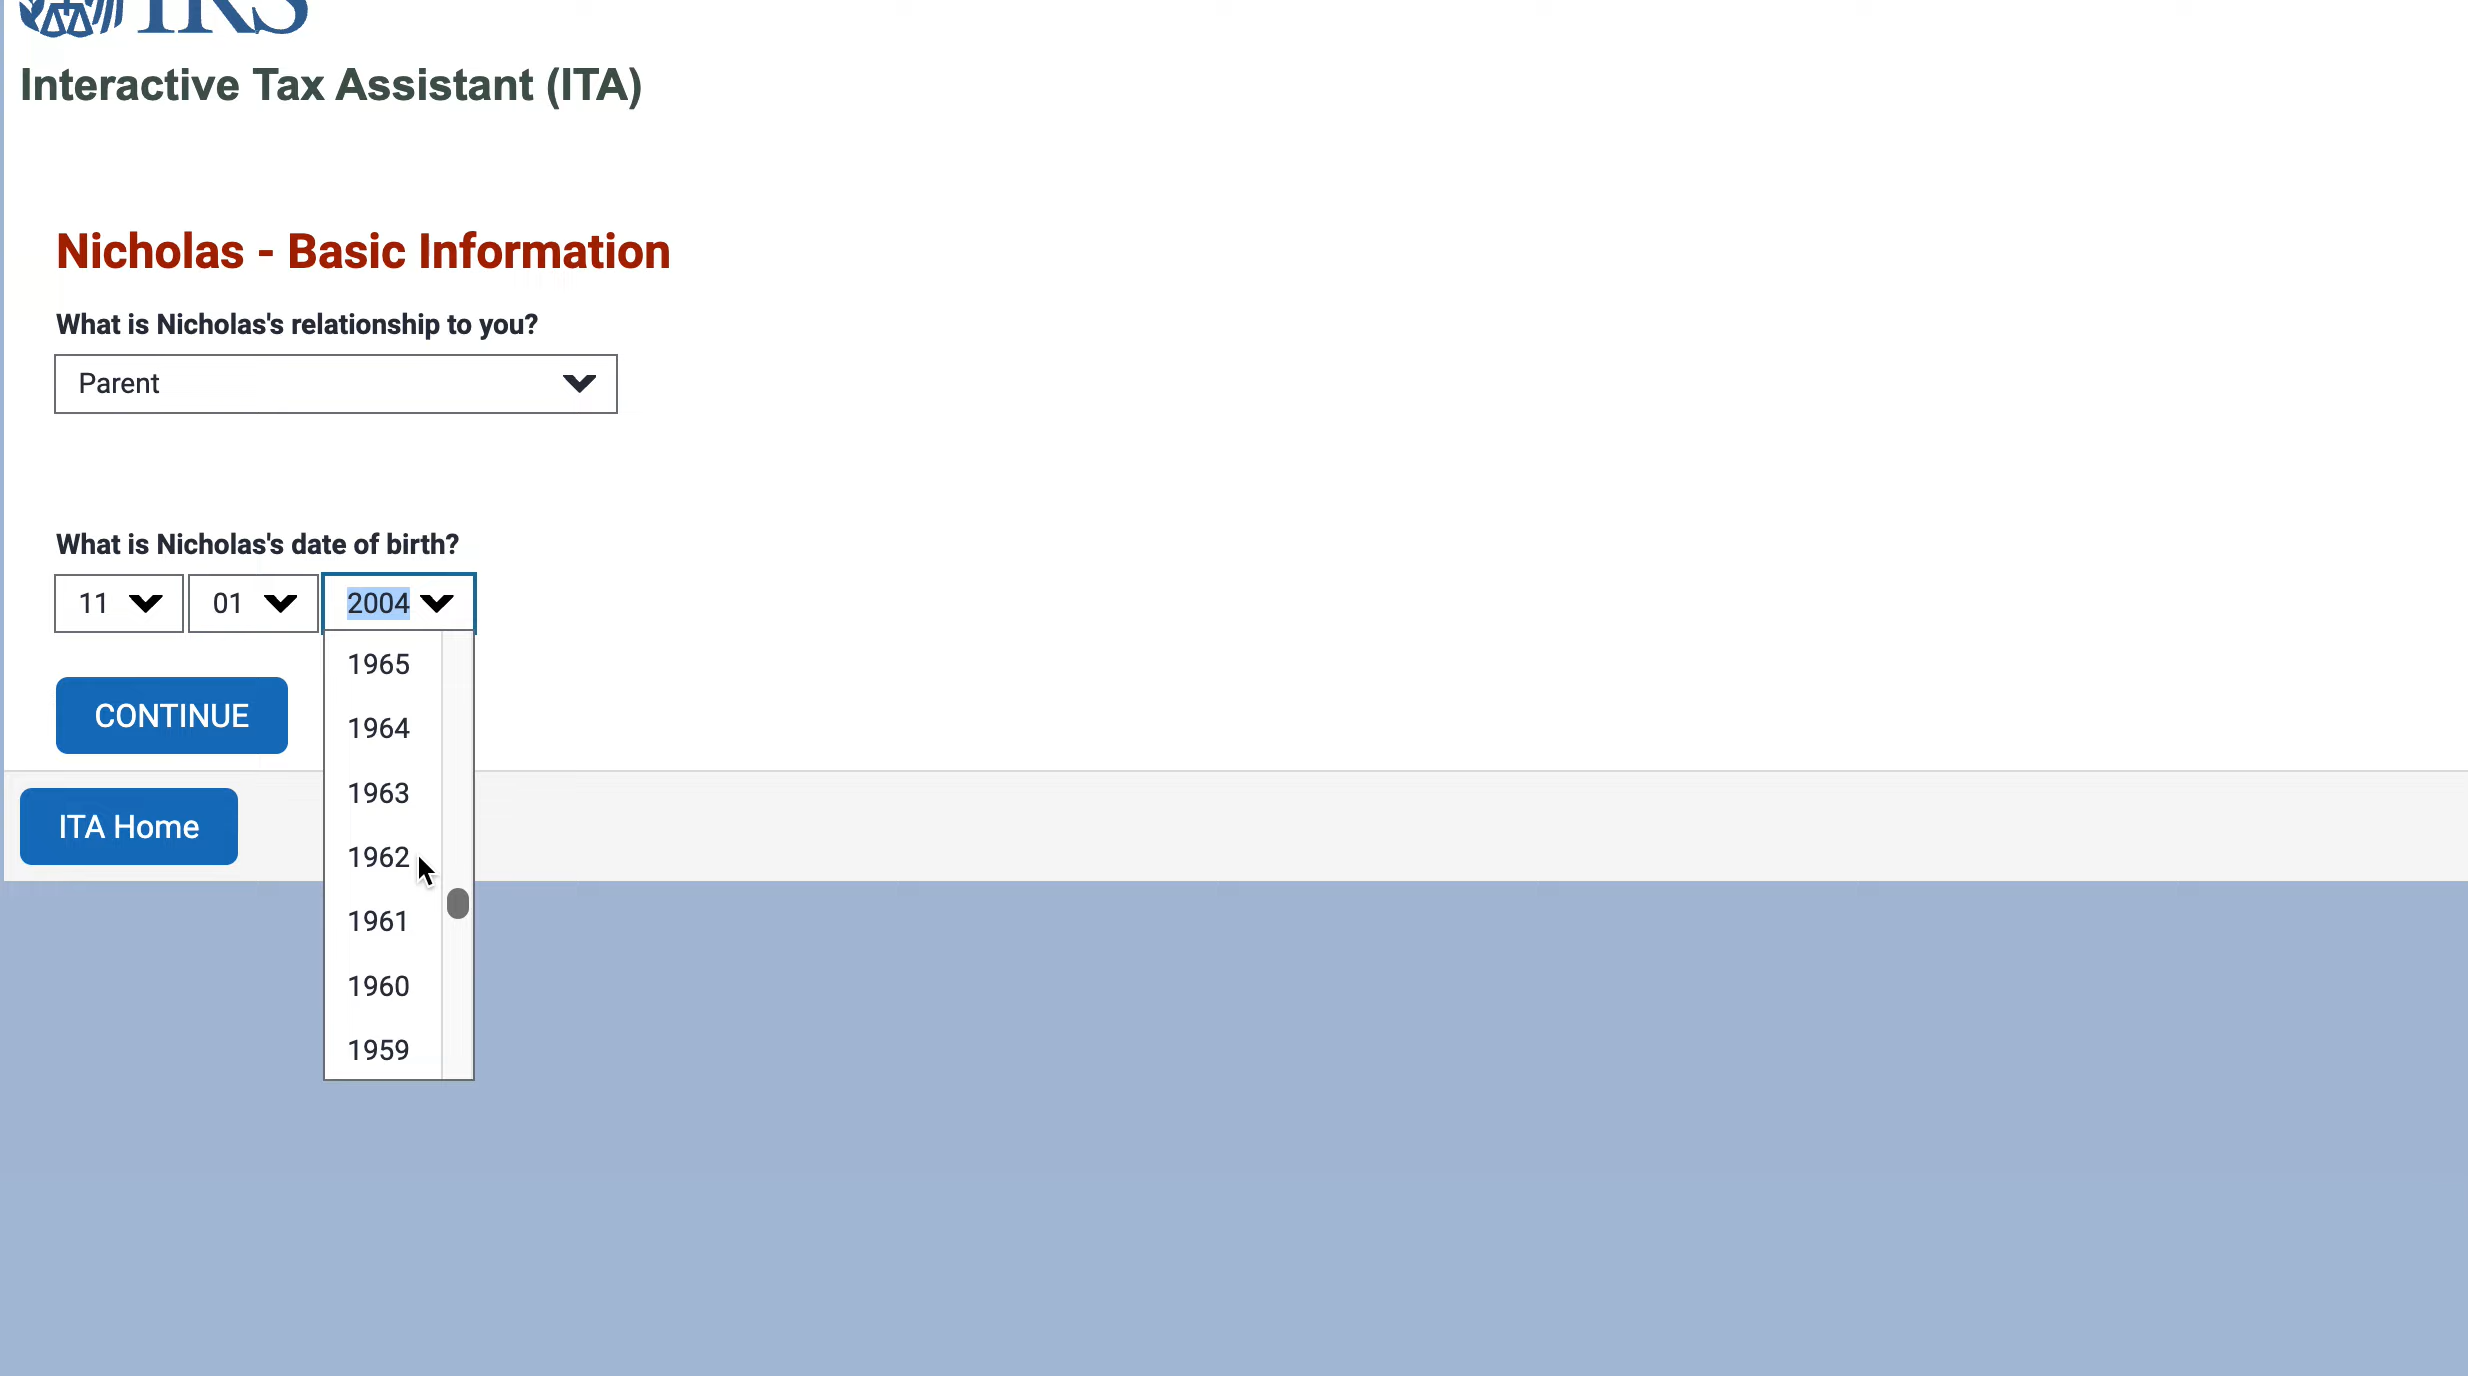 IRS
Interactive Tax Assistant (ITA)
Nicholas - Basic Information
What is Nicholas's relationship to you?
Parent
What is Nicholas's date of birth?
11 01 2004
1965
1964
1963
1962
1961
1960
1959
CONTINUE
ITA Home